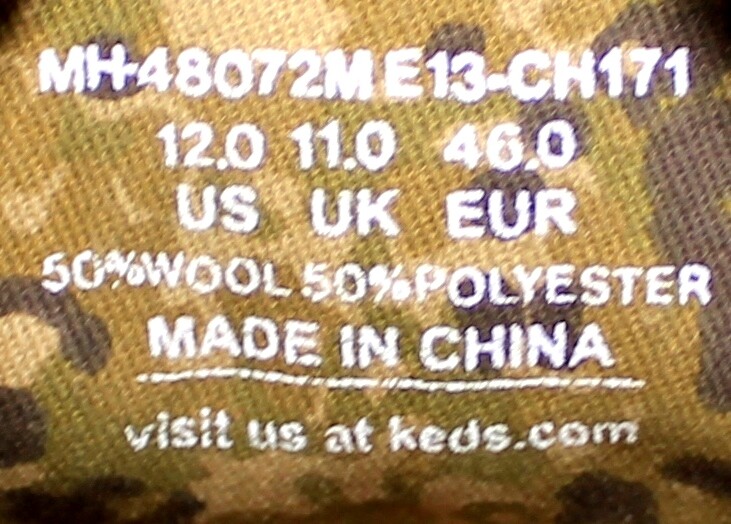 MH-48072M E13-CH171
12.0 11.0 46.0
US UK EUR
50%WOOL 50%POLYESTER
MADE IN CHINA
visit us at keds.com